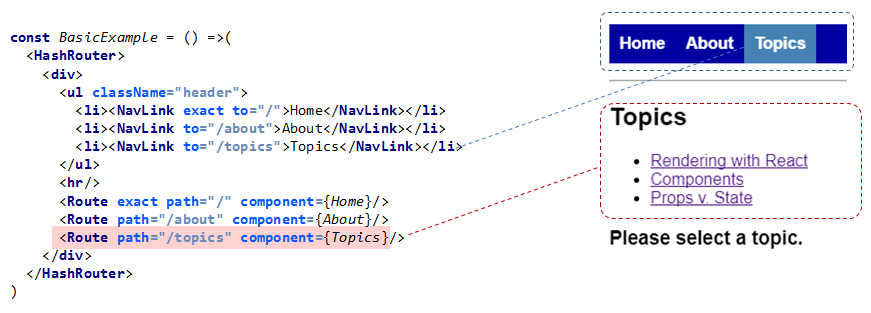 const BasicExample = () =>(
<HashRouter>
<div>
<ul className="header">
<li><NavLink exact to="/">Home</NavLink></li>
<li><NavLink to="/about">About</NavLink></li>
<li><NavLink to="/topics">Topics</NavLink></li>
</ul>
<hr/>
<Route exact path="/" component={Home}/>
<Route path="/about" component={About}/>
<Route path="/topics" component={Topics}/>
</div>
</HashRouter>
)
Home About Topics
Topics
• Rendering with React
• Components
• Props v. State
Please select a topic.